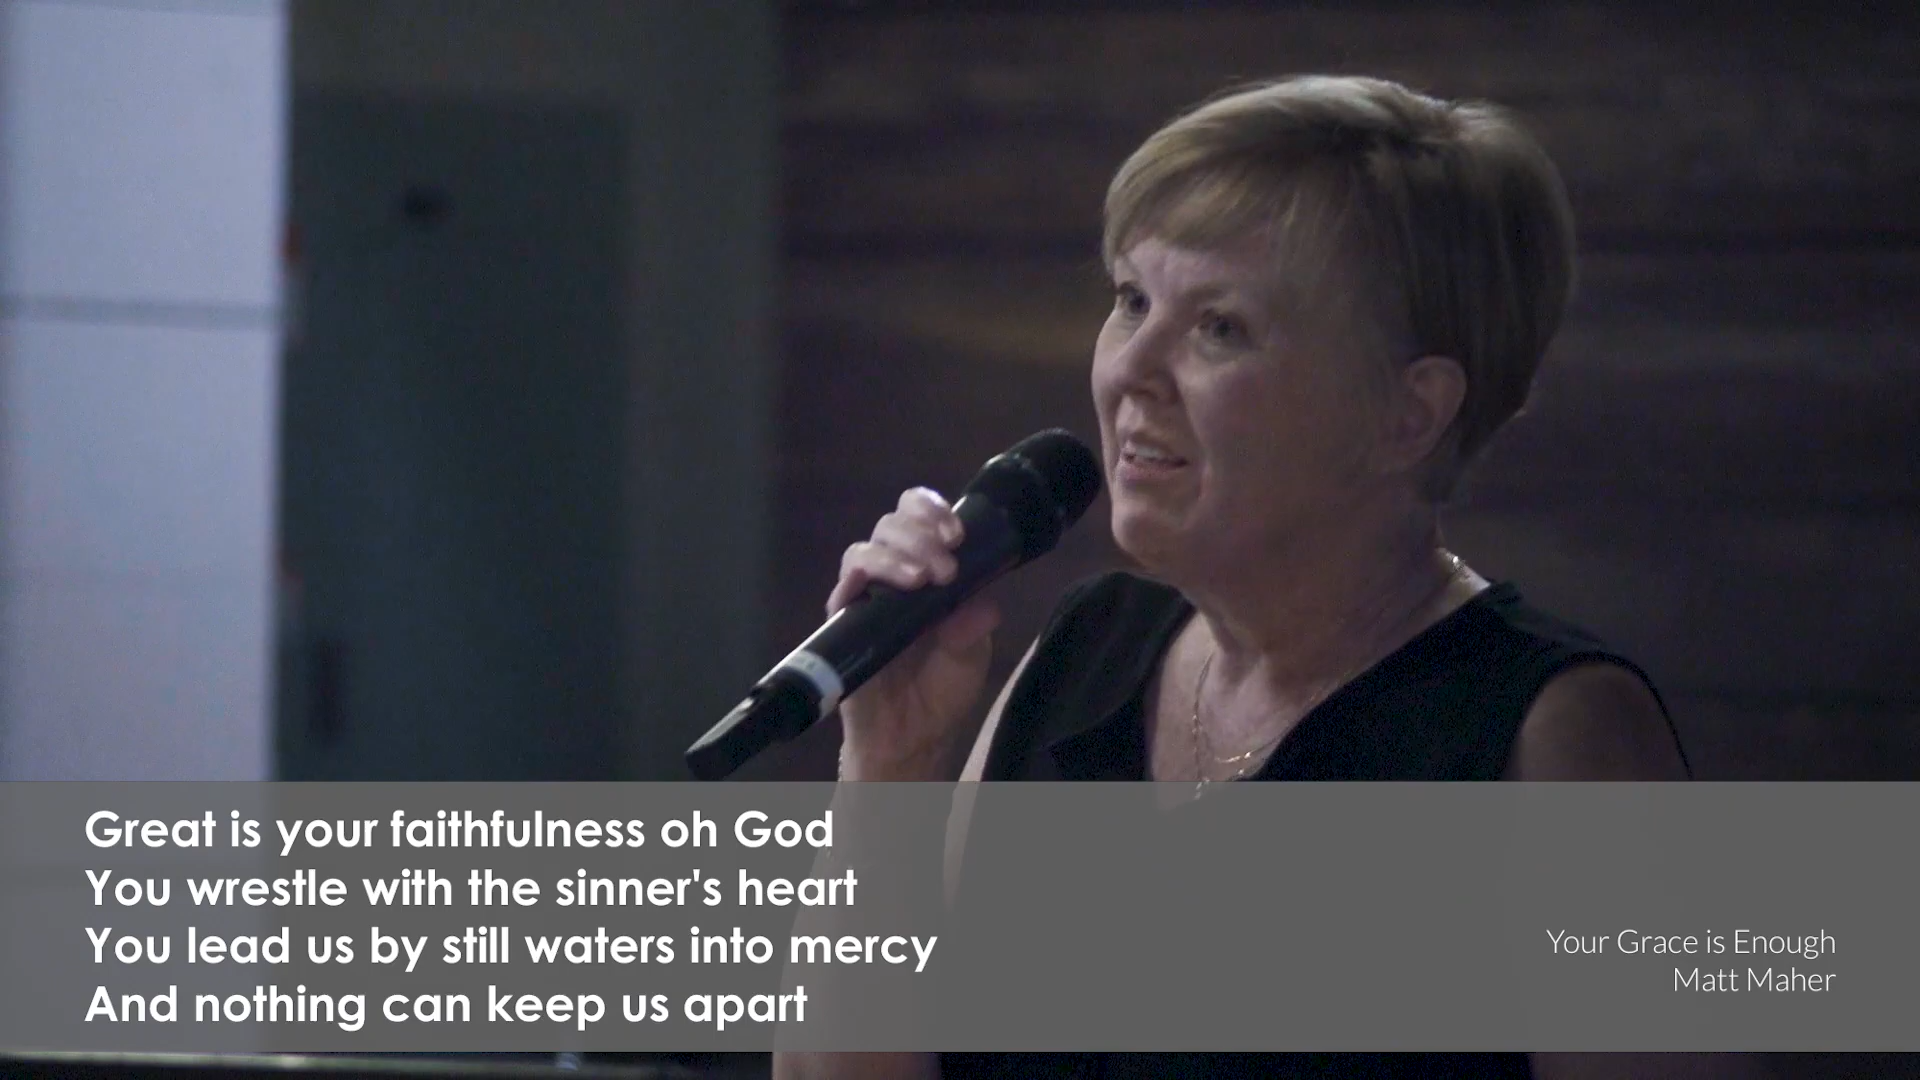 Great is your faithfulness oh God
You wrestle with the sinner's heart
You lead us by still waters into mercy
And nothing can keep us apart
Your Grace is Enough
Matt Maher